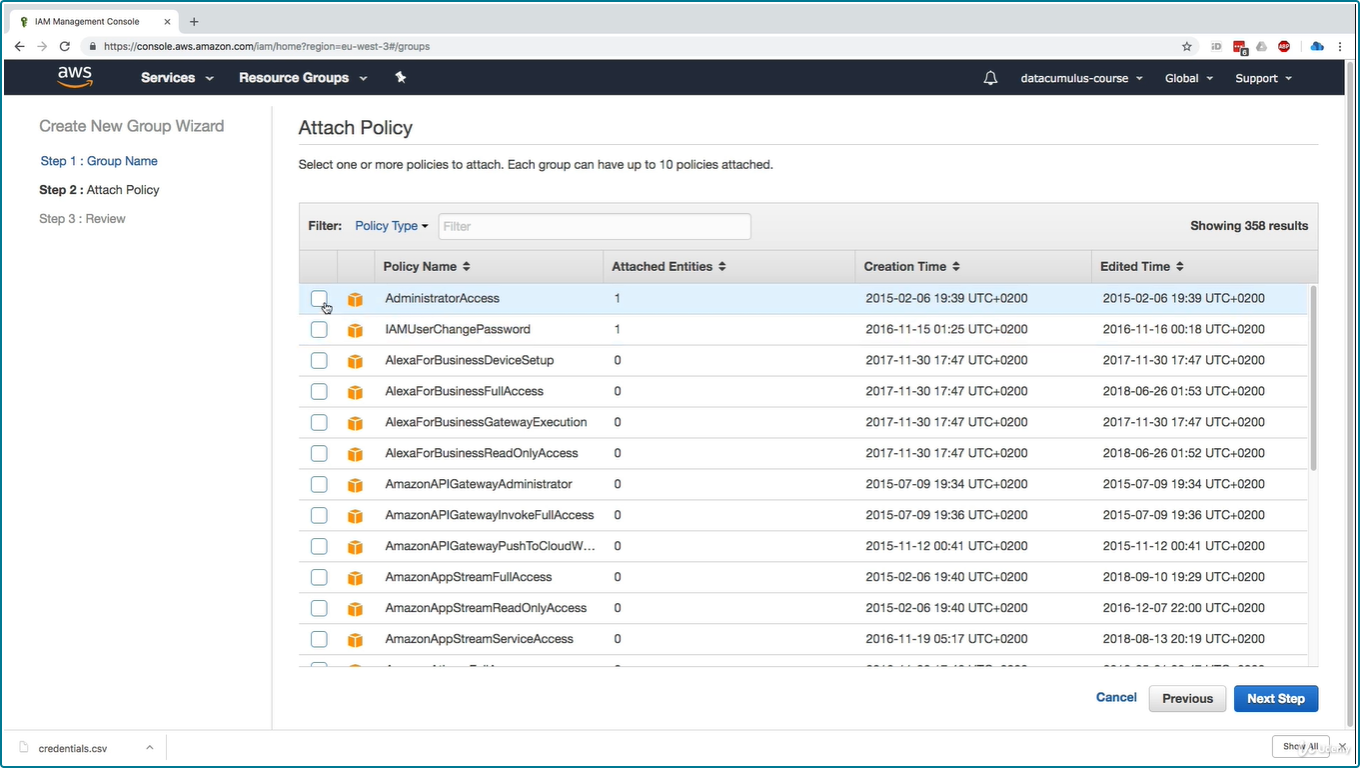 IAM Management Console
https://console.aws.amazon.com/iam/home?region=eu-west-3#/groups
iD
6
ABP
aws
Services
Resource Groups
datacumulus-course
Global
Support
Create New Group Wizard
Step 1 : Group Name
Step 2 : Attach Policy
Step 3 : Review
Attach Policy
Select one or more policies to attach. Each group can have up to 10 policies attached.
Filter: Policy Type Filter Showing 358 results
Policy Name Attached Entities Creation Time Edited Time
AdministratorAccess 1 2015-02-06 19:39 UTC+0200 2015-02-06 19:39 UTC+0200
IAMUserChangePassword 1 2016-11-15 01:25 UTC+0200 2016-11-16 00:18 UTC+0200
AlexaForBusinessDeviceSetup 0 2017-11-30 17:47 UTC+0200 2017-11-30 17:47 UTC+0200
AlexaForBusinessFullAccess 0 2017-11-30 17:47 UTC+0200 2018-06-26 01:53 UTC+0200
AlexaForBusinessGatewayExecution 0 2017-11-30 17:47 UTC+0200 2017-11-30 17:47 UTC+0200
AlexaForBusinessReadOnlyAccess 0 2017-11-30 17:47 UTC+0200 2018-06-26 01:52 UTC+0200
AmazonAPIGatewayAdministrator 0 2015-07-09 19:34 UTC+0200 2015-07-09 19:34 UTC+0200
AmazonAPIGatewayInvokeFullAccess 0 2015-07-09 19:36 UTC+0200 2015-07-09 19:36 UTC+0200
AmazonAPIGatewayPushToCloudW... 0 2015-11-12 00:41 UTC+0200 2015-11-12 00:41 UTC+0200
AmazonAppStreamFullAccess 0 2015-02-06 19:40 UTC+0200 2018-09-10 19:29 UTC+0200
AmazonAppStreamReadOnlyAccess 0 2015-02-06 19:40 UTC+0200 2016-12-07 22:00 UTC+0200
AmazonAppStreamServiceAccess 0 2016-11-19 05:17 UTC+0200 2018-08-13 20:19 UTC+0200
Cancel Previous Next Step
credentials.csv
Show All
Udemy